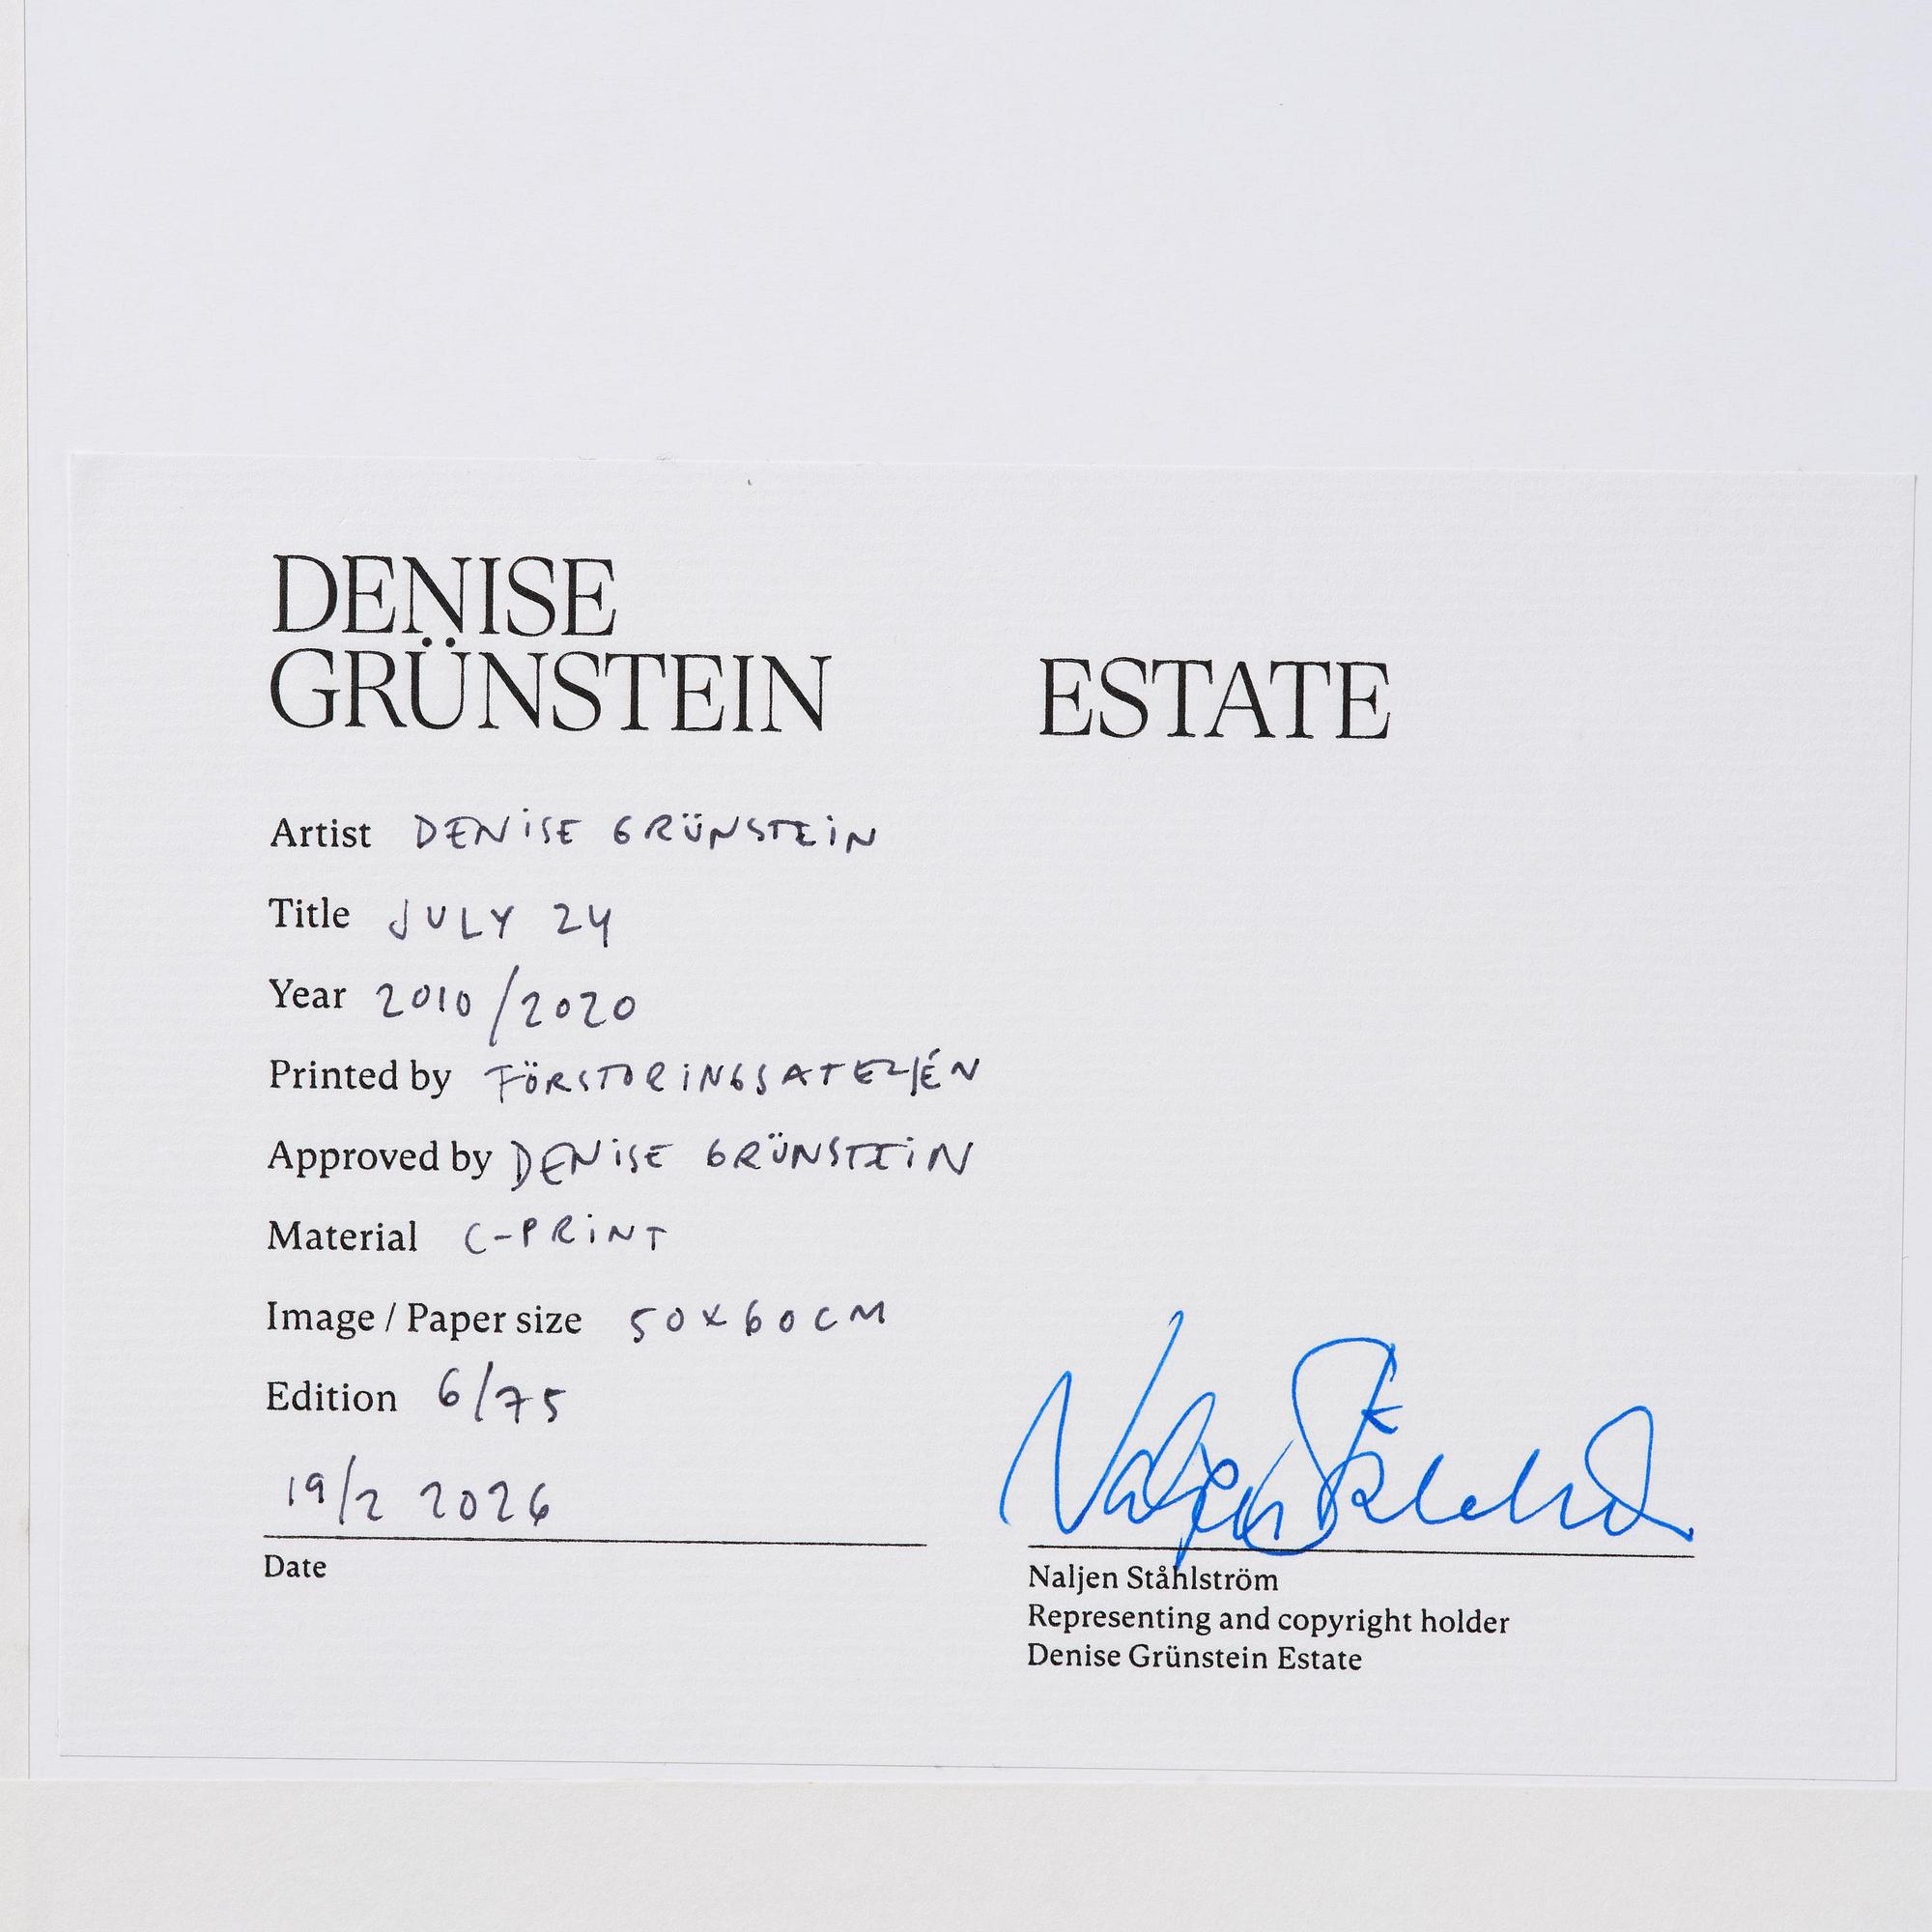 DENISE
GRÜNSTEIN ESTATE
Artist DENiSE GRÜNSTEiN
Title JULY 24
Year 2010/2020
Printed by FÖRSTORiNGSATELJÉN
Approved by DENiSE GRÜNSTEiN
Material C-PRiNT
Image / Paper size 50x60CM
Edition 6/75
19/2 2026
Date
Naljen Ståhlström
Naljen Ståhlström
Representing and copyright holder
Denise Grünstein Estate